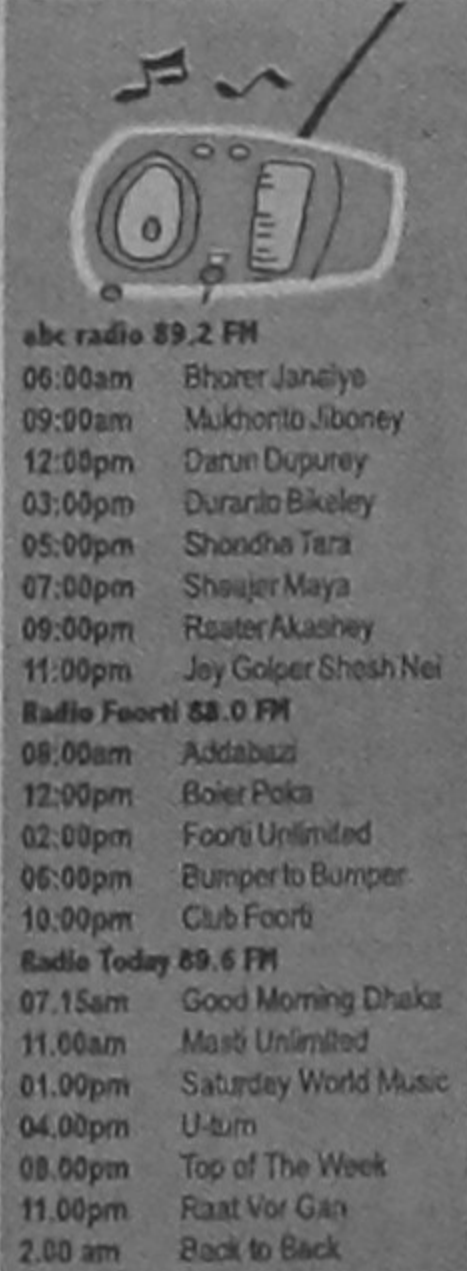 abc radio 89.2 FM
06:00am Bhorer Janalye
09:00am Mukhorito Jiboney
12:00pm Darun Dupurey
03:00pm Duranto Bikeley
05:00pm Shondha Tara
07:00pm Sheajer Maya
09:00pm Raater Akashey
11:00pm Jey Golper Shesh Nei
Radio Foorti 88.0 FM
08:00am Addabazi
12:00pm Boier Poka
02:00pm Foorti Unlimited
06:00pm Bumper to Bumper
10:00pm Club Foorti
Radio Today 89.6 FM
07.15am Good Morning Dhaka
11.00am Masti Unlimited
01.00pm Saturday World Music
04.00pm U-turn
08.00pm Top of The Week
11.00pm Raat Vor Gan
2.00 am Back to Back